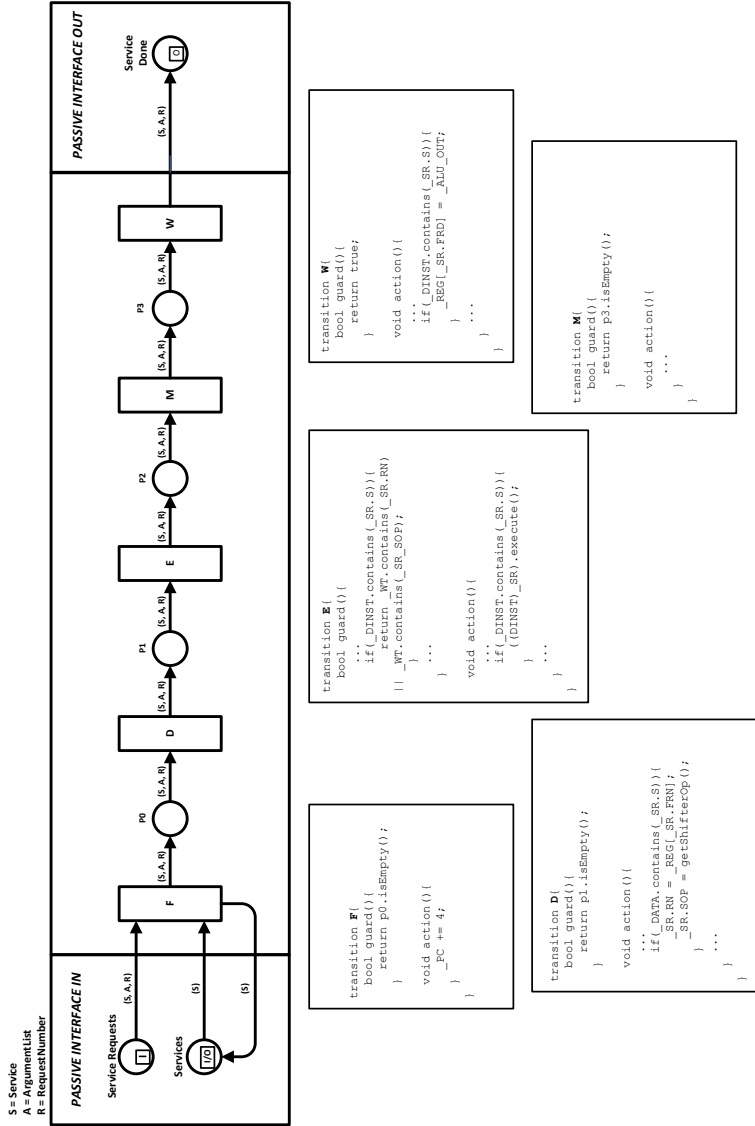 S = Service
A = ArgumentList
R = RequestNumber
PASSIVE INTERFACE IN
PASSIVE INTERFACE OUT
Service Requests
I
(S, A, R)
Services
I/O
(S)
(S)
F
(S, A, R)
P0
(S, A, R)
D
(S, A, R)
P1
(S, A, R)
E
(S, A, R)
P2
(S, A, R)
M
(S, A, R)
P3
(S, A, R)
W
(S, A, R)
Service
Done
O
transition F{
bool guard(){
return p0.isEmpty();
}
void action(){
_PC += 4;
}
}
transition E{
bool guard(){
...
if(_DINST.contains(_SR.S)){
return _WT.contains(_SR.RN)
|| _WT.contains(_SR_SOP);
}
...
}
void action(){
...
if(_DINST.contains(_SR.S)){
((DINST)_SR).execute();
}
...
}
}
transition W{
bool guard(){
return true;
}
void action(){
...
if(_DINST.contains(_SR.S)){
_REG[_SR.FRD] = _ALU_OUT;
}
...
}
}
transition D{
bool guard(){
return p1.isEmpty();
}
void action(){
...
if(_DATA.contains(_SR.S)){
_SR.RN = _REG[_SR.FRN];
_SR.SOP = getShifterOp();
}
...
}
}
transition M{
bool guard(){
return p3.isEmpty();
}
void action(){
...
}
}